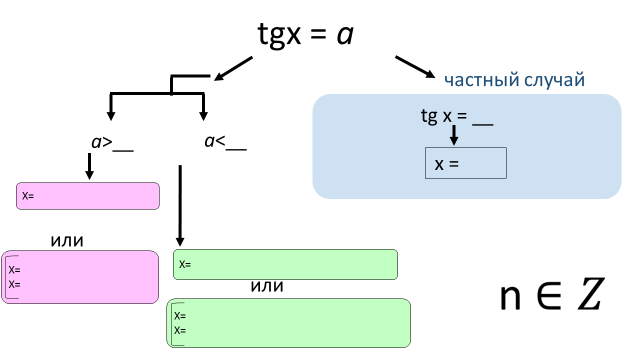 tgx = a
частный случай
tg x = __
x =
a>__
a<__
X=
или
X=
X=
X=
или
X=
X=
n ∈ Z